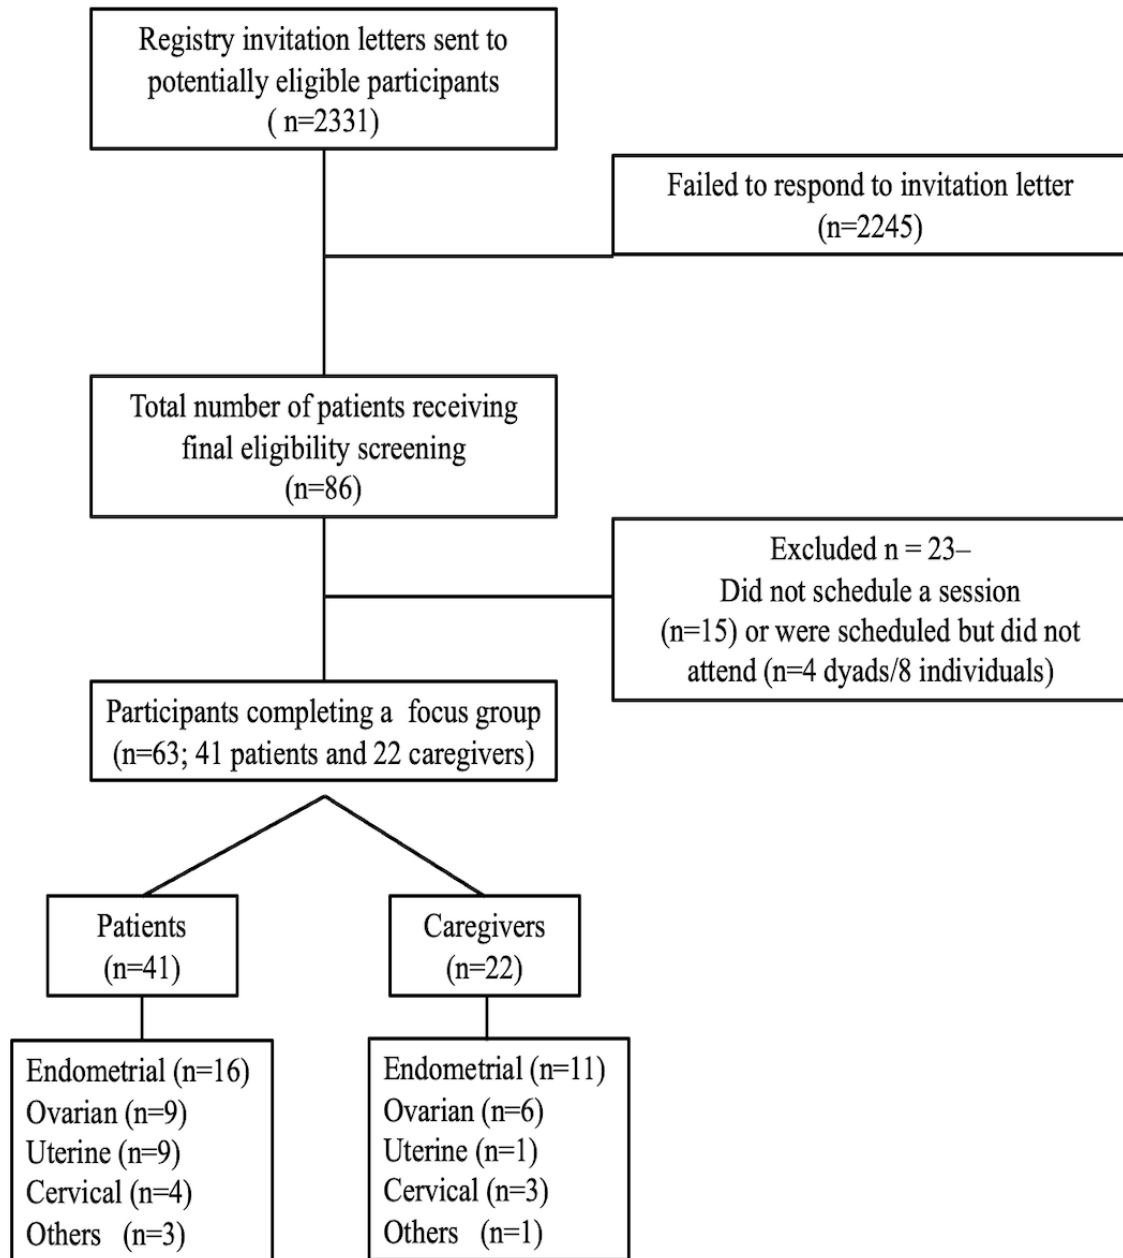 Registry invitation letters sent to
potentially eligible participants
( n=2331)
Failed to respond to invitation letter
(n=2245)
Total number of patients receiving
final eligibility screening
(n=86)
Excluded n = 23–
Did not schedule a session
(n=15) or were scheduled but did not
attend (n=4 dyads/8 individuals)
Participants completing a focus group
(n=63; 41 patients and 22 caregivers)
Patients
(n=41)
Caregivers
(n=22)
Endometrial (n=16)
Ovarian (n=9)
Uterine (n=9)
Cervical (n=4)
Others (n=3)
Endometrial (n=11)
Ovarian (n=6)
Uterine (n=1)
Cervical (n=3)
Others (n=1)